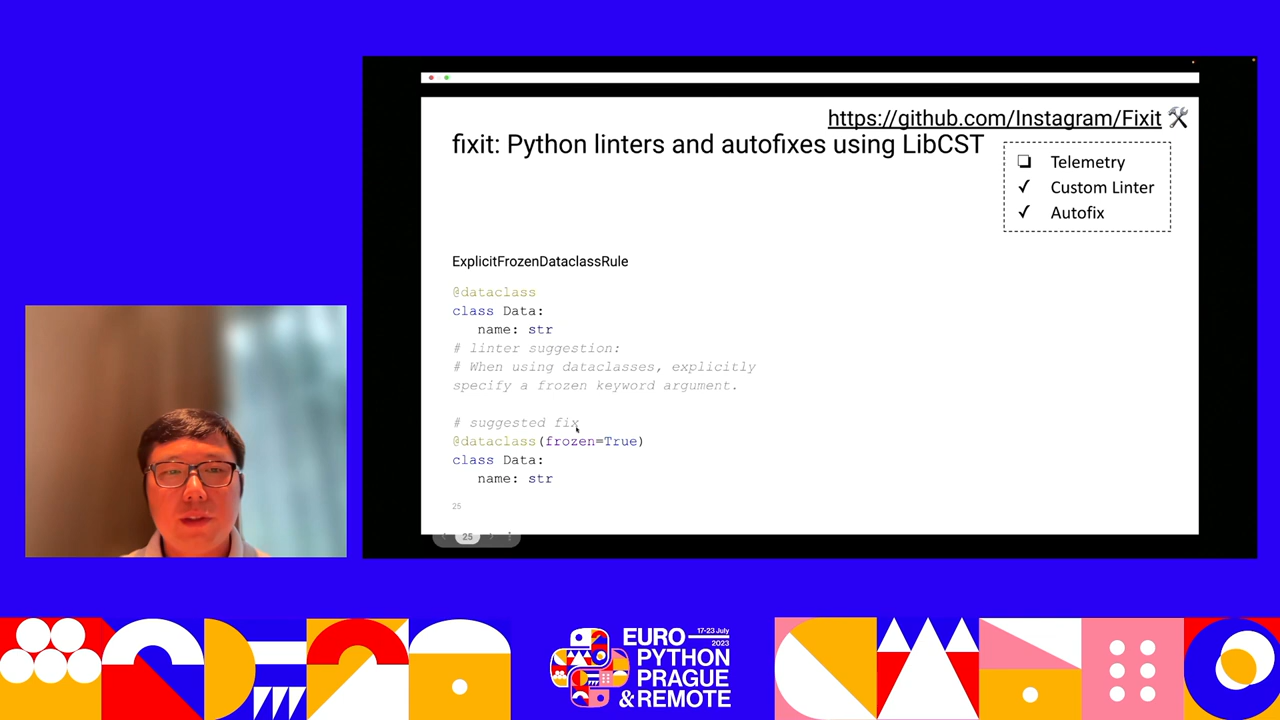 https://github.com/Instagram/Fixit
fixit: Python linters and autofixes using LibCST
❏ Telemetry
✓ Custom Linter
✓ Autofix
ExplicitFrozenDataclassRule
@dataclass
class Data:
name: str
# linter suggestion:
# When using dataclasses, explicitly
specify a frozen keyword argument.
# suggested fix
@dataclass(frozen=True)
class Data:
name: str
25
25
17-23 July
2023
EURO
PYTHON
PRAGUE
& REMOTE